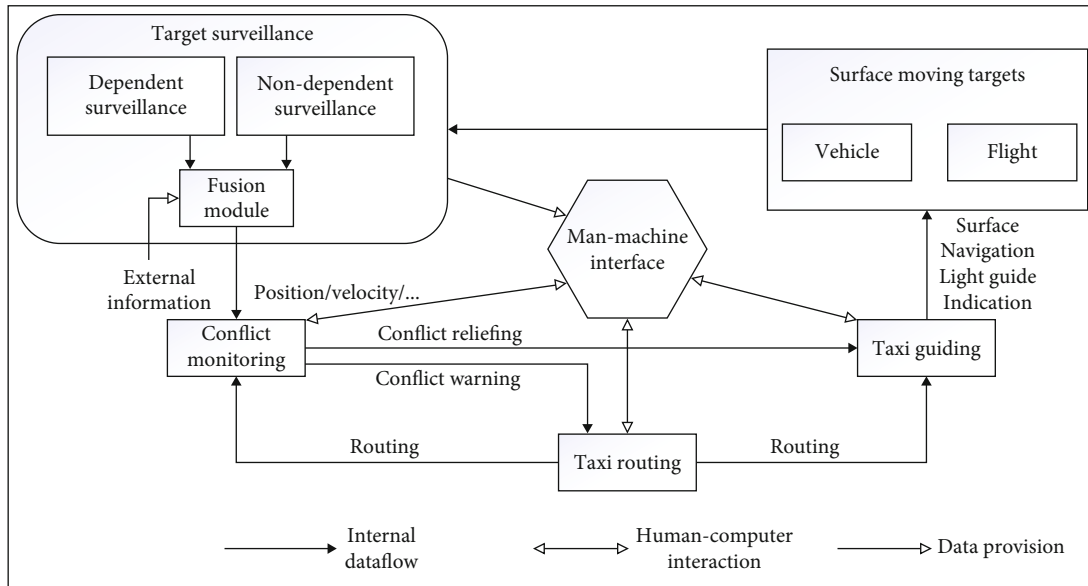 Target surveillance
Dependent
surveillance
Non-dependent
surveillance
Fusion
module
External
information
Surface moving targets
Vehicle
Flight
Man-machine
interface
Surface
Navigation
Light guide
Indication
Position/velocity/...
Conflict
monitoring
Conflict reliefing
Conflict warning
Taxi guiding
Routing
Taxi routing
Routing
Internal
dataflow
Human-computer
interaction
Data provision